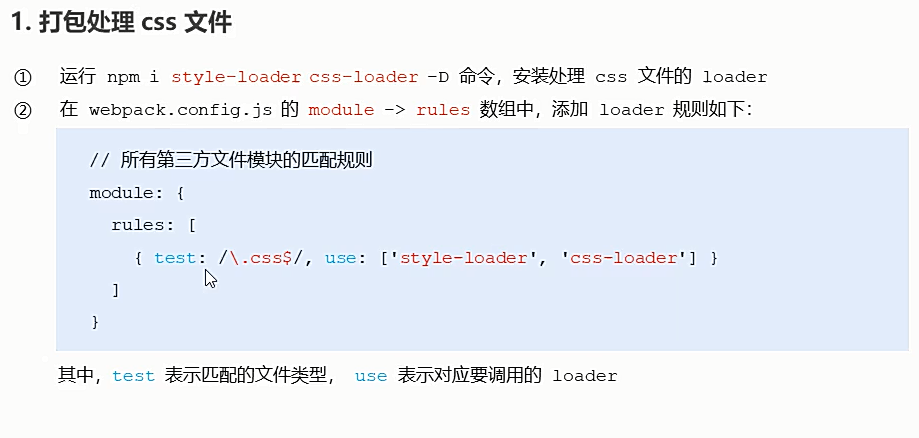 1. 打包处理 css 文件
① 运行 npm i style-loader css-loader -D 命令，安装处理 css 文件的 loader
② 在 webpack.config.js 的 module -> rules 数组中，添加 loader 规则如下：
// 所有第三方文件模块的匹配规则
module: {
rules: [
{ test: /\.css$/, use: ['style-loader', 'css-loader'] }
]
}
其中，test 表示匹配的文件类型， use 表示对应要调用的 loader